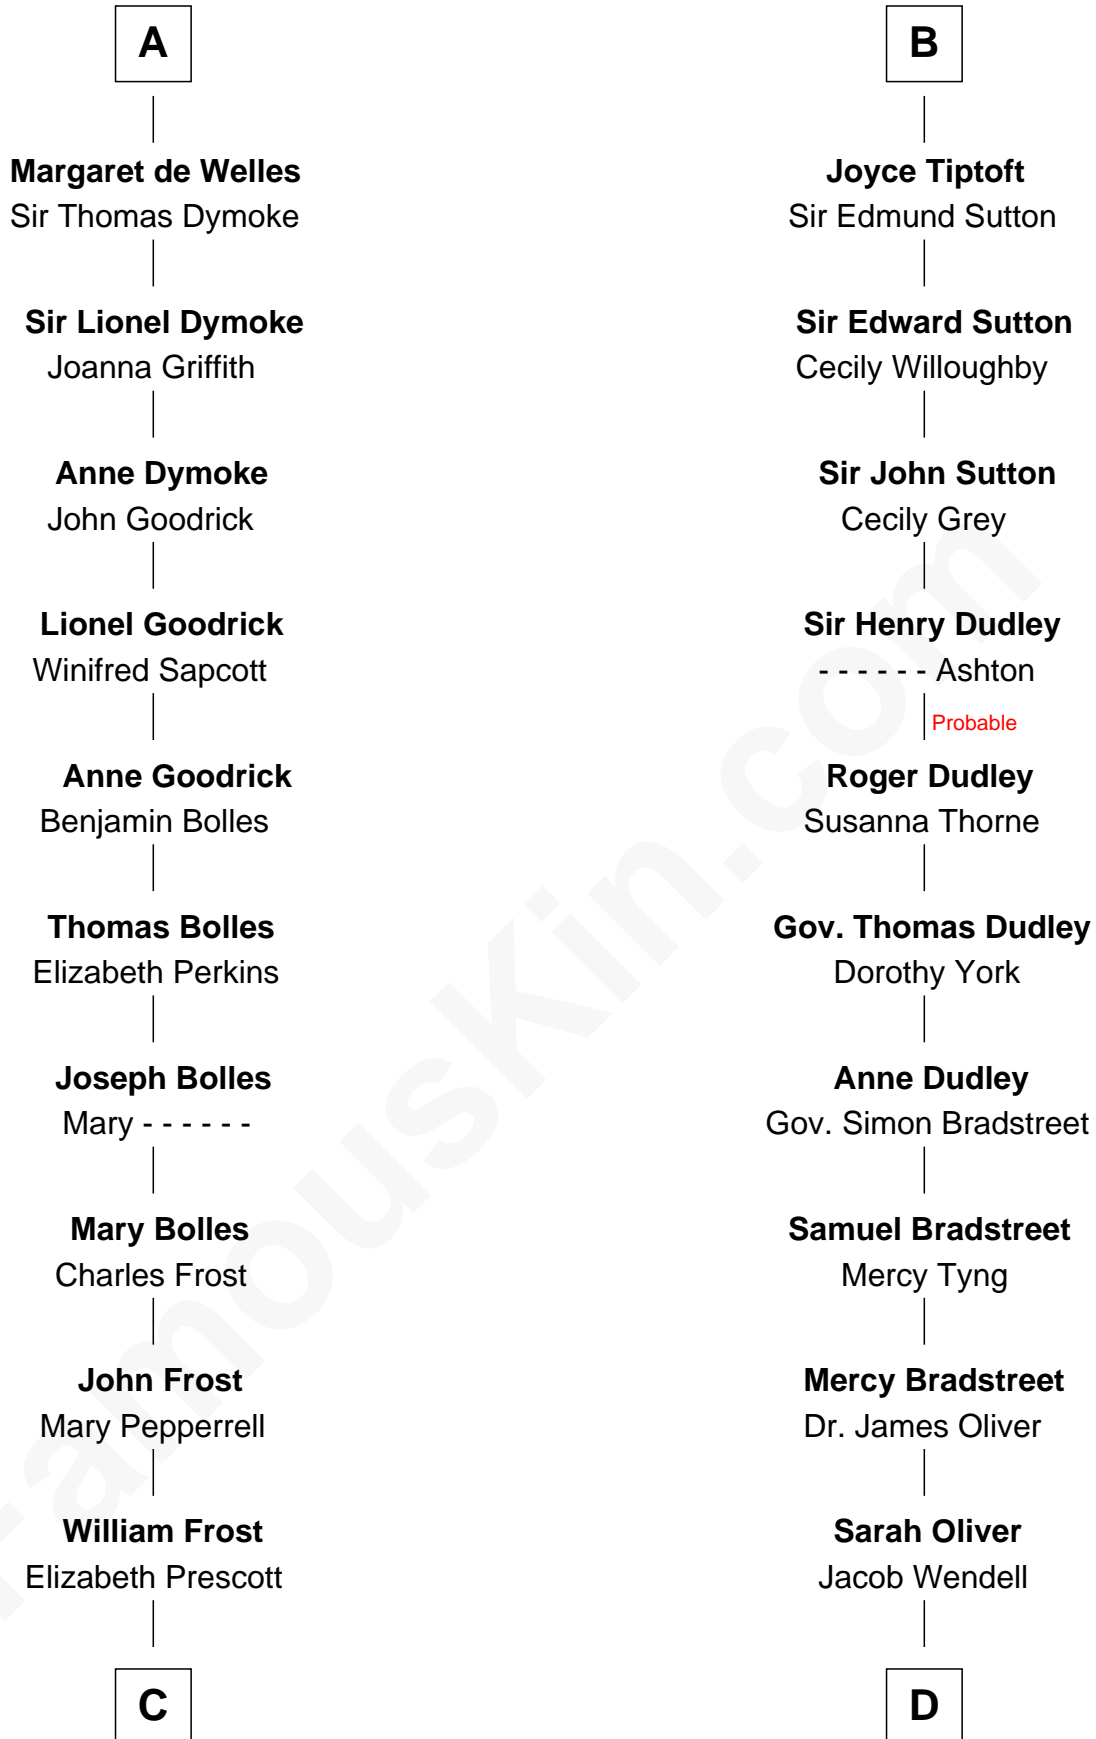 A
Margaret de Welles
Sir Thomas Dymoke
Sir Lionel Dymoke
Joanna Griffith
Anne Dymoke
John Goodrick
Lionel Goodrick
Winifred Sapcott
Anne Goodrick
Benjamin Bolles
Thomas Bolles
Elizabeth Perkins
Joseph Bolles
Mary - - - - - -
Mary Bolles
Charles Frost
John Frost
Mary Pepperrell
William Frost
Elizabeth Prescott
C
B
Joyce Tiptoft
Sir Edmund Sutton
Sir Edward Sutton
Cecily Willoughby
Sir John Sutton
Cecily Grey
Sir Henry Dudley
- - - - - - Ashton
Probable
Roger Dudley
Susanna Thorne
Gov. Thomas Dudley
Dorothy York
Anne Dudley
Gov. Simon Bradstreet
Samuel Bradstreet
Mercy Tyng
Mercy Bradstreet
Dr. James Oliver
Sarah Oliver
Jacob Wendell
D
FamousKin.com